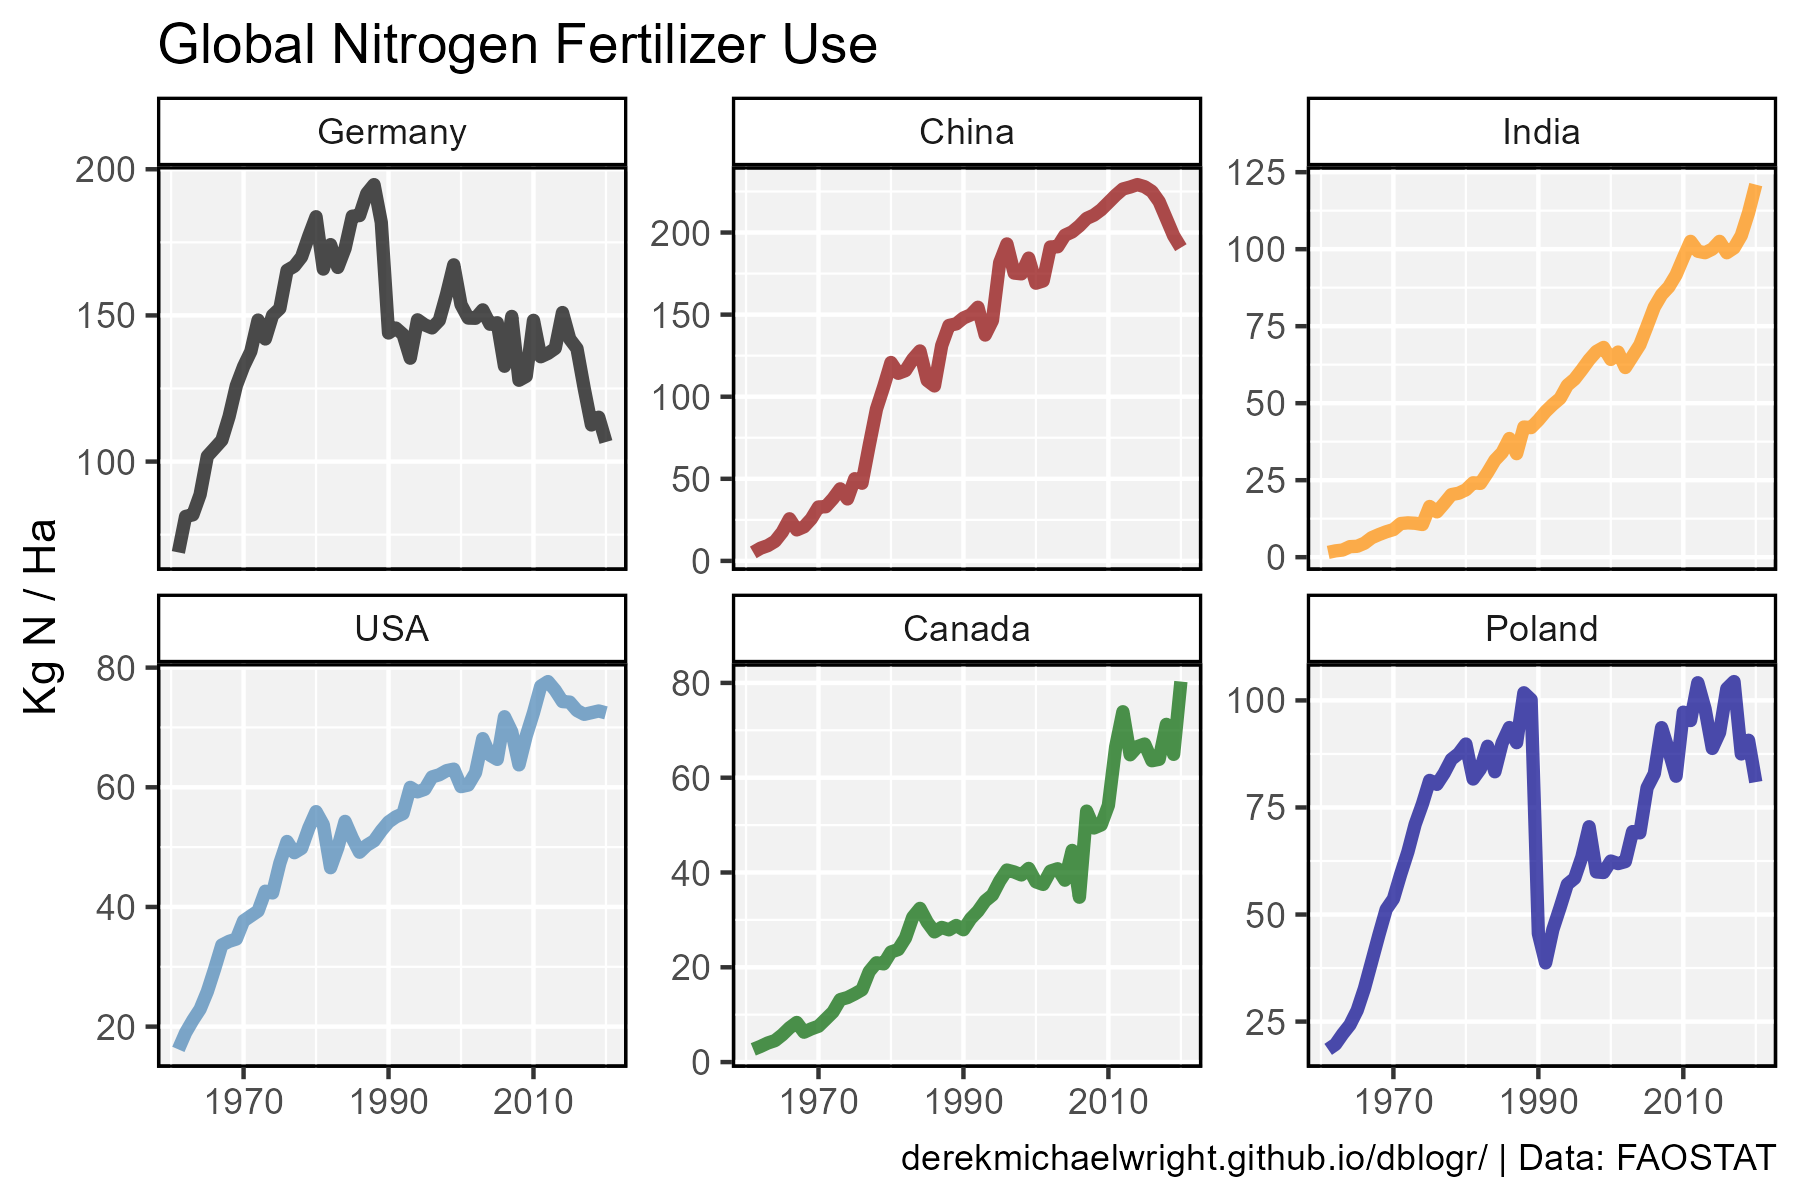 Global Nitrogen Fertilizer Use
Germany
China
India
200
150
100
200
150
100
50
0
125
100
75
50
25
0
Kg N / Ha
USA
Canada
Poland
80
60
40
20
80
60
40
20
0
100
75
50
25
1970 1990 2010
1970 1990 2010
1970 1990 2010
derekmichaelwright.github.io/dblogr/ | Data: FAOSTAT